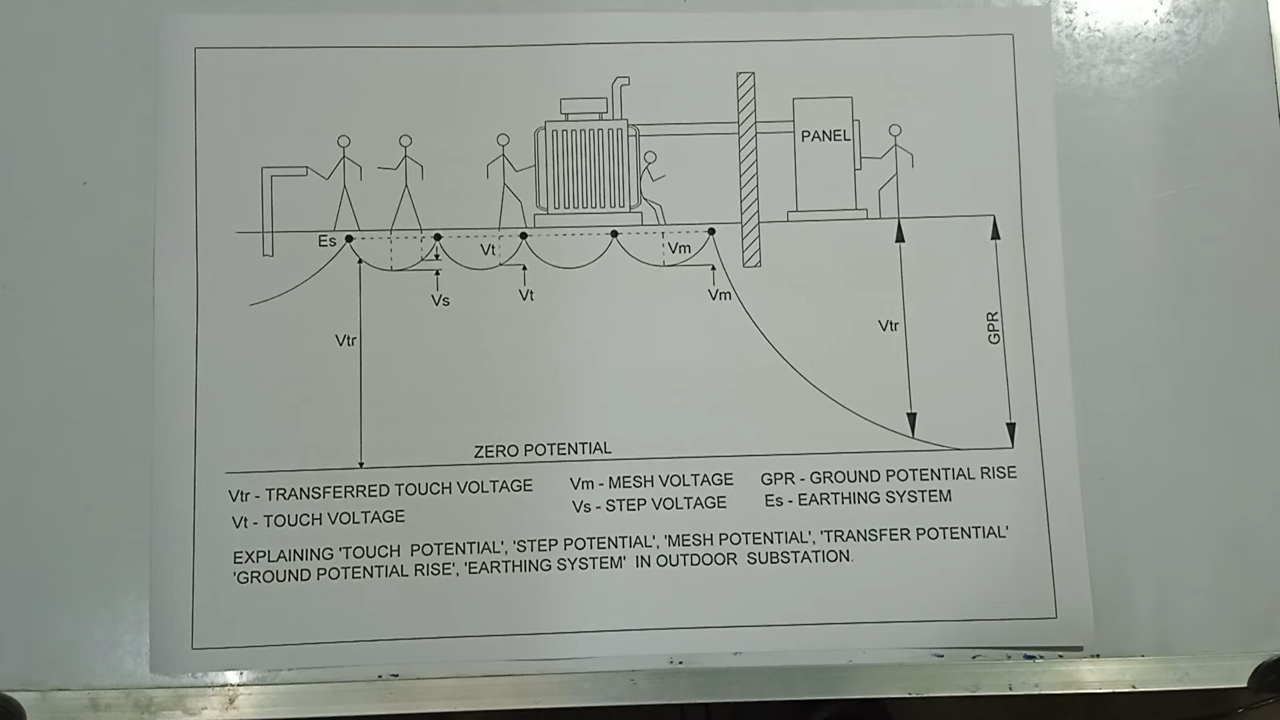 PANEL
Es
Vt
Vm
Vs
Vt
Vm
Vtr
Vtr
GPR
ZERO POTENTIAL
Vtr - TRANSFERRED TOUCH VOLTAGE
Vm - MESH VOLTAGE
GPR - GROUND POTENTIAL RISE
Vt - TOUCH VOLTAGE
Vs - STEP VOLTAGE
Es - EARTHING SYSTEM
EXPLAINING 'TOUCH POTENTIAL', 'STEP POTENTIAL', 'MESH POTENTIAL', 'TRANSFER POTENTIAL'
'GROUND POTENTIAL RISE', 'EARTHING SYSTEM' IN OUTDOOR SUBSTATION.